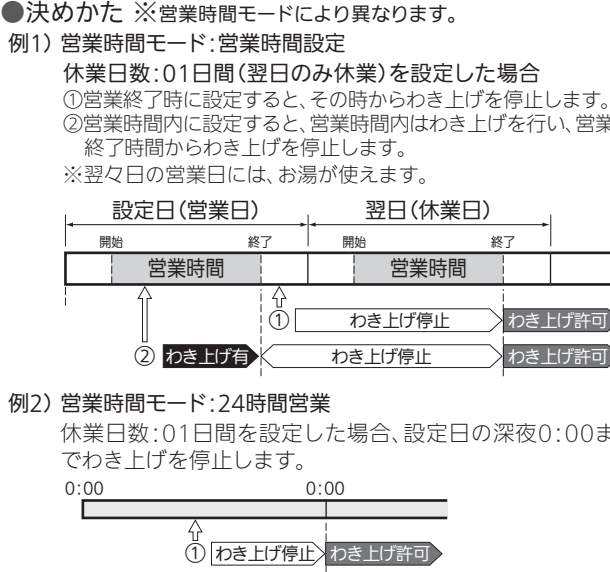 ●決めかた ※営業時間モードにより異なります。
例1) 営業時間モード:営業時間設定
休業日数:01日間(翌日のみ休業)を設定した場合
①営業終了時に設定すると、その時からわき上げを停止します。
②営業時間内に設定すると、営業時間内はわき上げを行い、営業
終了時間からわき上げを停止します。
※翌々日の営業日には、お湯が使えます。
設定日(営業日) 翌日(休業日)
開始 終了 開始 終了
営業時間 営業時間
① わき上げ停止 わき上げ許可
② わき上げ有 わき上げ停止 わき上げ許可
例2) 営業時間モード:24時間営業
休業日数:01日間を設定した場合、設定日の深夜0:00ま
でわき上げを停止します。
0:00 0:00
① わき上げ停止 わき上げ許可